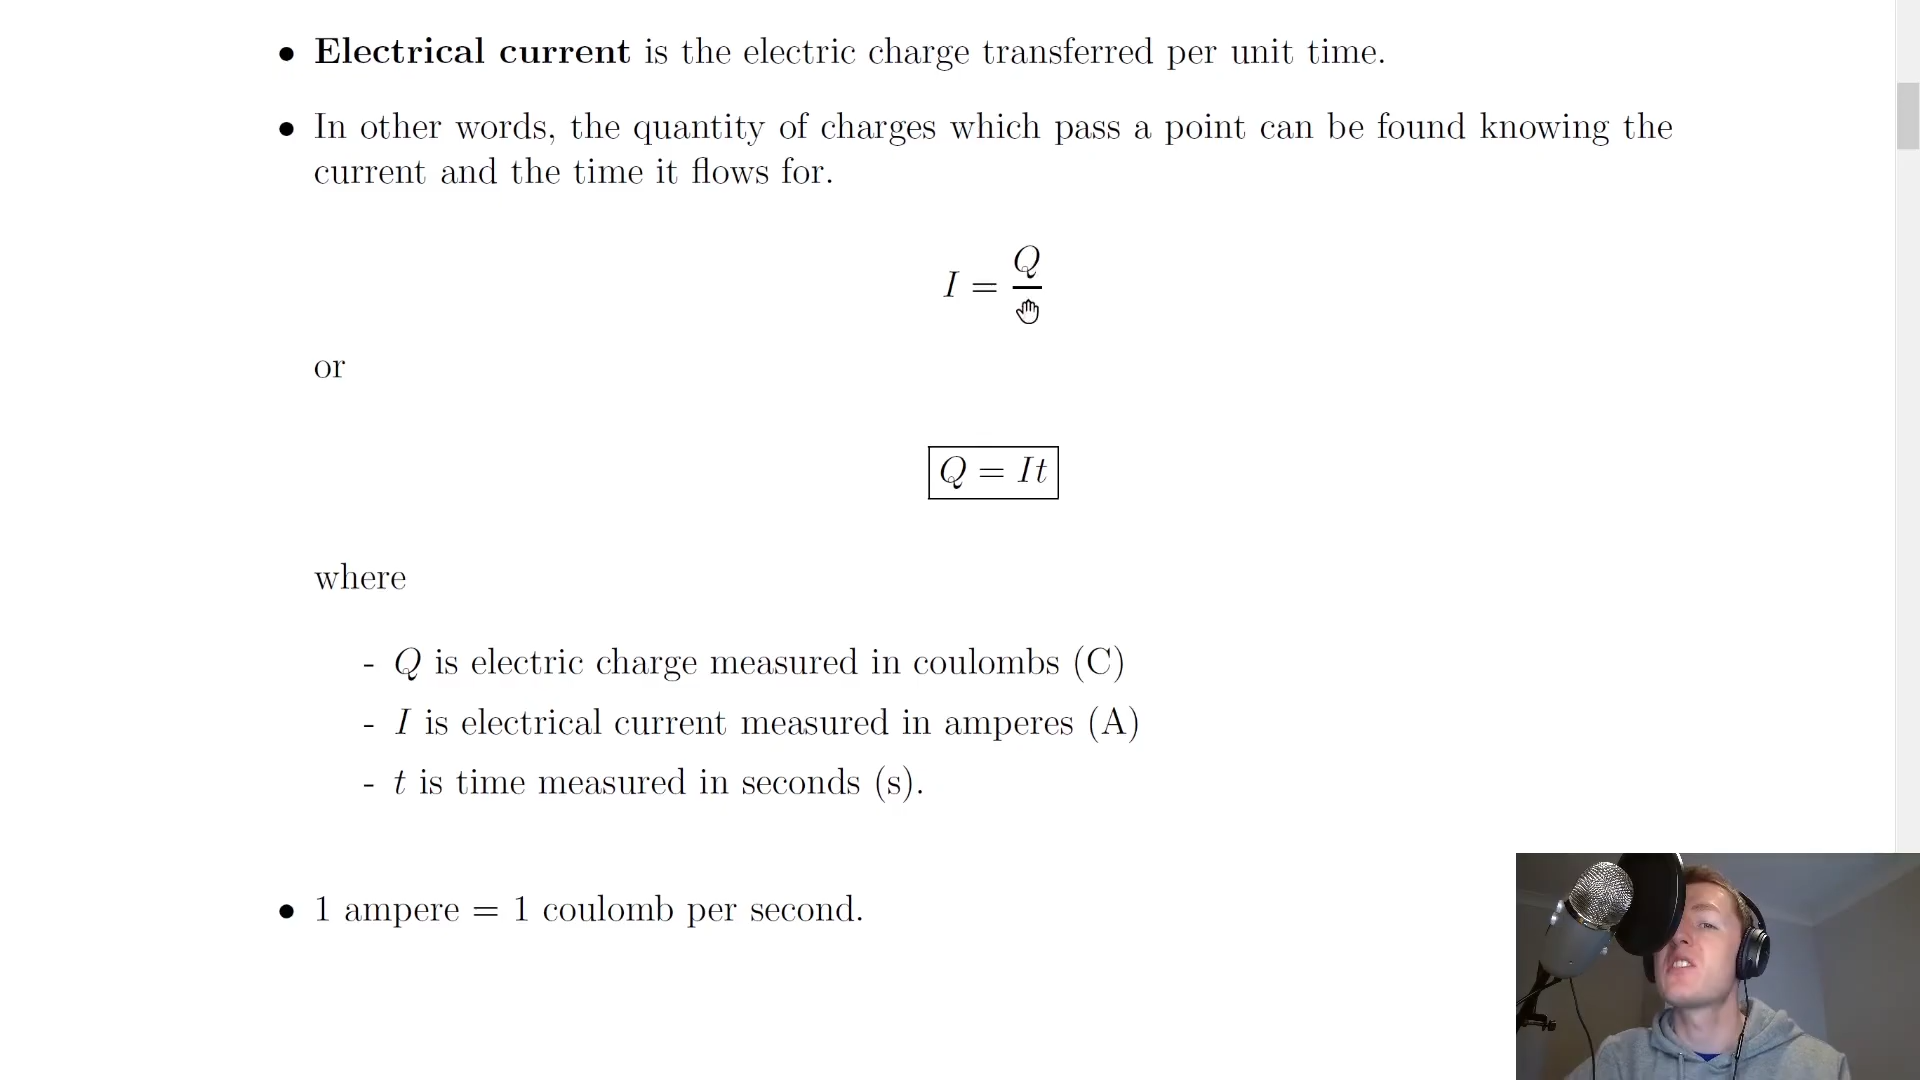 • Electrical current is the electric charge transferred per unit time.
• In other words, the quantity of charges which pass a point can be found knowing the
current and the time it flows for.
I = Q
or
Q = It
where
- Q is electric charge measured in coulombs (C)
- I is electrical current measured in amperes (A)
- t is time measured in seconds (s).
• 1 ampere = 1 coulomb per second.